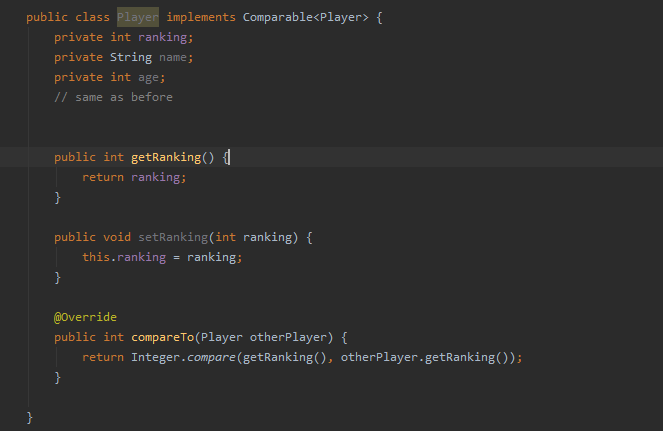 public class Player implements Comparable<Player> {
    private int ranking;
    private String name;
    private int age;
    // same as before
    public int getRanking() {
        return ranking;
    }
    public void setRanking(int ranking) {
        this.ranking = ranking;
    }
    @Override
    public int compareTo(Player otherPlayer) {
        return Integer.compare(getRanking(), otherPlayer.getRanking());
    }
}